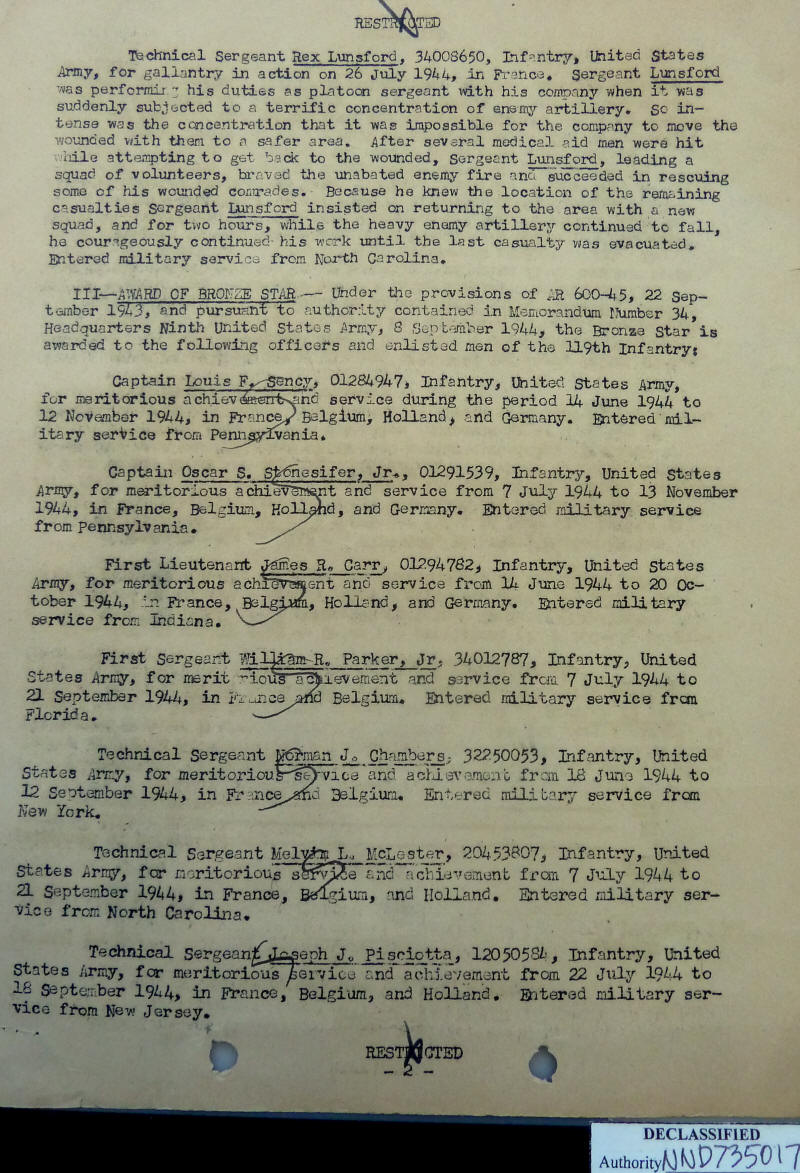 RESTRICTED
Technical Sergeant Rex Lunsford, 34008650, Infantry, United States
Army, for gallantry in action on 26 July 1944, in France. Sergeant Lunsford
was performing his duties as platoon sergeant with his company when it was
suddenly subjected to a terrific concentration of enemy artillery. So in-
tense was the concentration that it was impossible for the company to move the
wounded with them to a safer area. After several medical aid men were hit
while attempting to get back to the wounded, Sergeant Lunsford, leading a
squad of volunteers, braved the unabated enemy fire and succeeded in rescuing
some of his wounded comrades. Because he knew the location of the remaining
casualties Sergeant Lunsford insisted on returning to the area with a new
squad, and for two hours, while the heavy enemy artillery continued to fall,
he courageously continued his work until the last casualty was evacuated.
Entered military service from North Carolina.
III—AWARD OF BRONZE STAR.—- Under the provisions of AR 600-45, 22 Sep-
tember 1943, and pursuant to authority contained in Memorandum Number 34,
Headquarters Ninth United States Army, 8 September 1944, the Bronze Star is
awarded to the following officers and enlisted men of the 119th Infantry:
Captain Louis F. Sency, 01284947, Infantry, United States Army,
for meritorious achievement and service during the period 14 June 1944 to
12 November 1944, in France, Belgium, Holland, and Germany. Entered mil-
itary service from Pennsylvania.
Captain Oscar S. Stonesifer, Jr., 01291539, Infantry, United States
Army, for meritorious achievement and service from 7 July 1944 to 13 November
1944, in France, Belgium, Holland, and Germany. Entered military service
from Pennsylvania.
First Lieutenant James R. Carr, 01294782, Infantry, United States
Army, for meritorious achievement and service from 14 June 1944 to 20 Oc-
tober 1944, in France, Belgium, Holland, and Germany. Entered military
service from Indiana.
First Sergeant William R. Parker, Jr, 34012787, Infantry, United
States Army, for meritorious achievement and service from 7 July 1944 to
21 September 1944, in France and Belgium. Entered military service from
Florida.
Technical Sergeant Norman J. Chambers, 32250053, Infantry, United
States Army, for meritorious service and achievement from 18 June 1944 to
12 September 1944, in France and Belgium. Entered military service from
New York.
Technical Sergeant Melvin L. McLester, 20453807, Infantry, United
States Army, for meritorious service and achievement from 7 July 1944 to
21 September 1944, in France, Belgium, and Holland. Entered military ser-
vice from North Carolina.
Technical Sergeant Joseph J. Pisciotta, 12050584, Infantry, United
States Army, for meritorious service and achievement from 22 July 1944 to
18 September 1944, in France, Belgium, and Holland. Entered military ser-
vice from New Jersey.
RESTRICTED
- 2 -
DECLASSIFIED
Authority NND735017